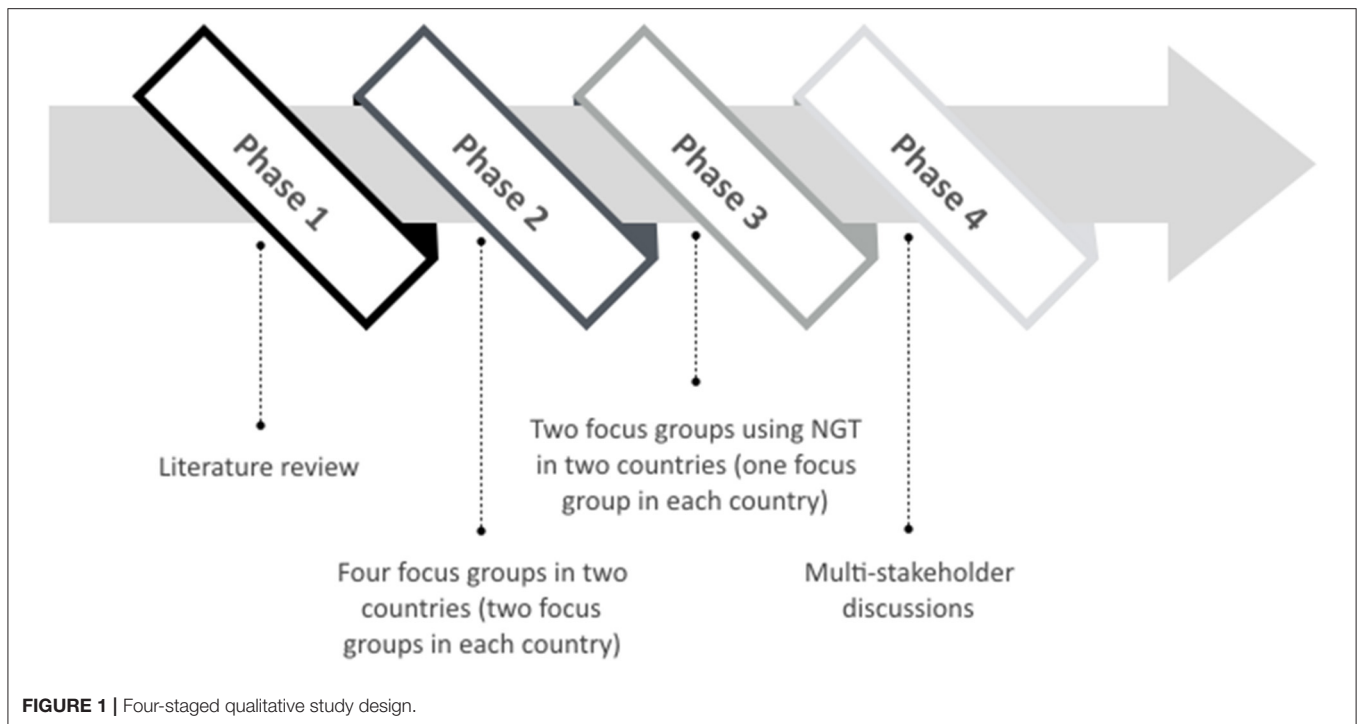 Phase 1
Phase 2
Phase 3
Phase 4
Literature review
Four focus groups in two
countries (two focus
groups in each country)
Two focus groups using NGT
in two countries (one focus
group in each country)
Multi-stakeholder
discussions
FIGURE 1 | Four-staged qualitative study design.